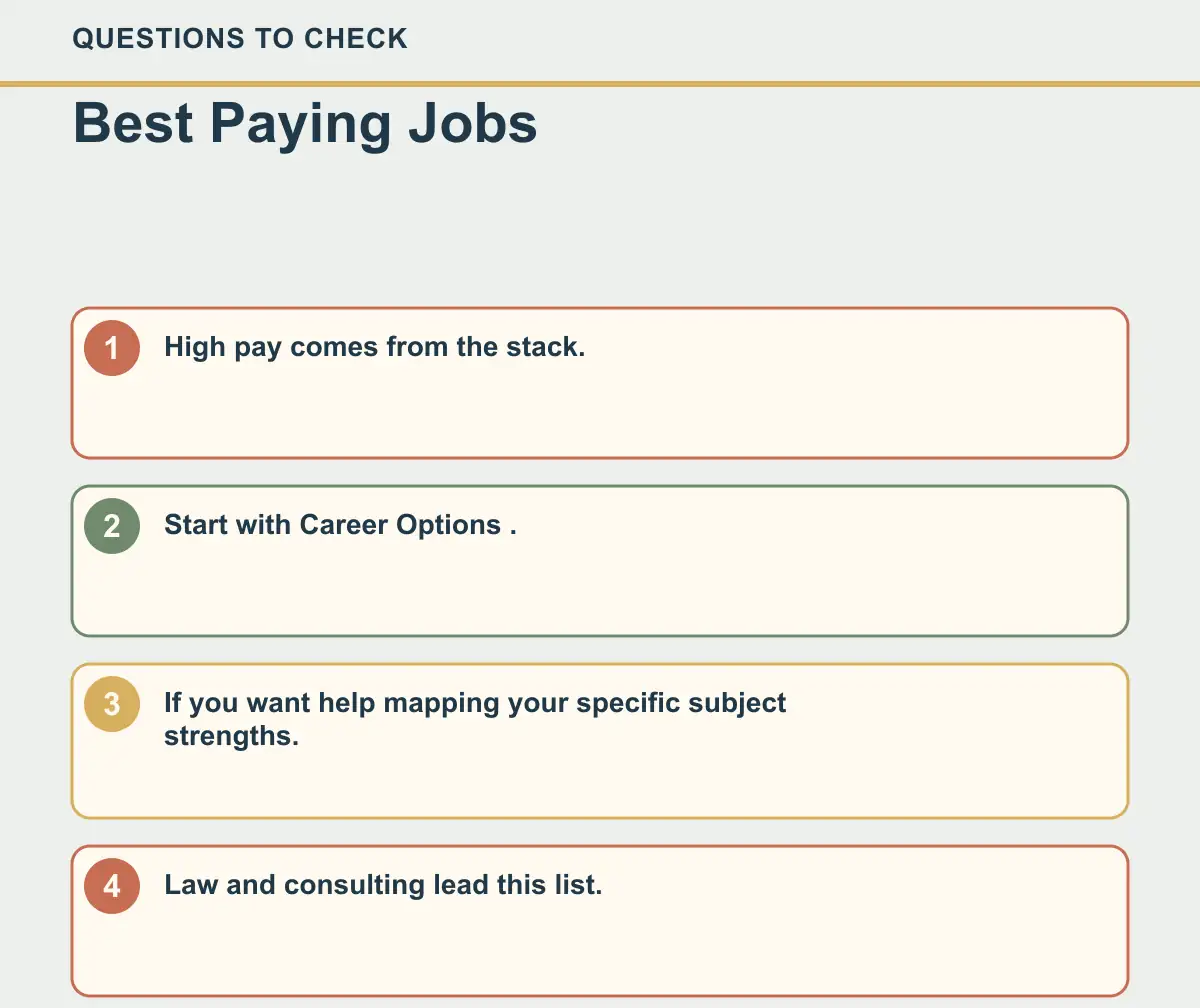 QUESTIONS TO CHECK
Best Paying Jobs
1
High pay comes from the stack.
2
Start with Career Options .
3
If you want help mapping your specific subject
strengths.
4
Law and consulting lead this list.